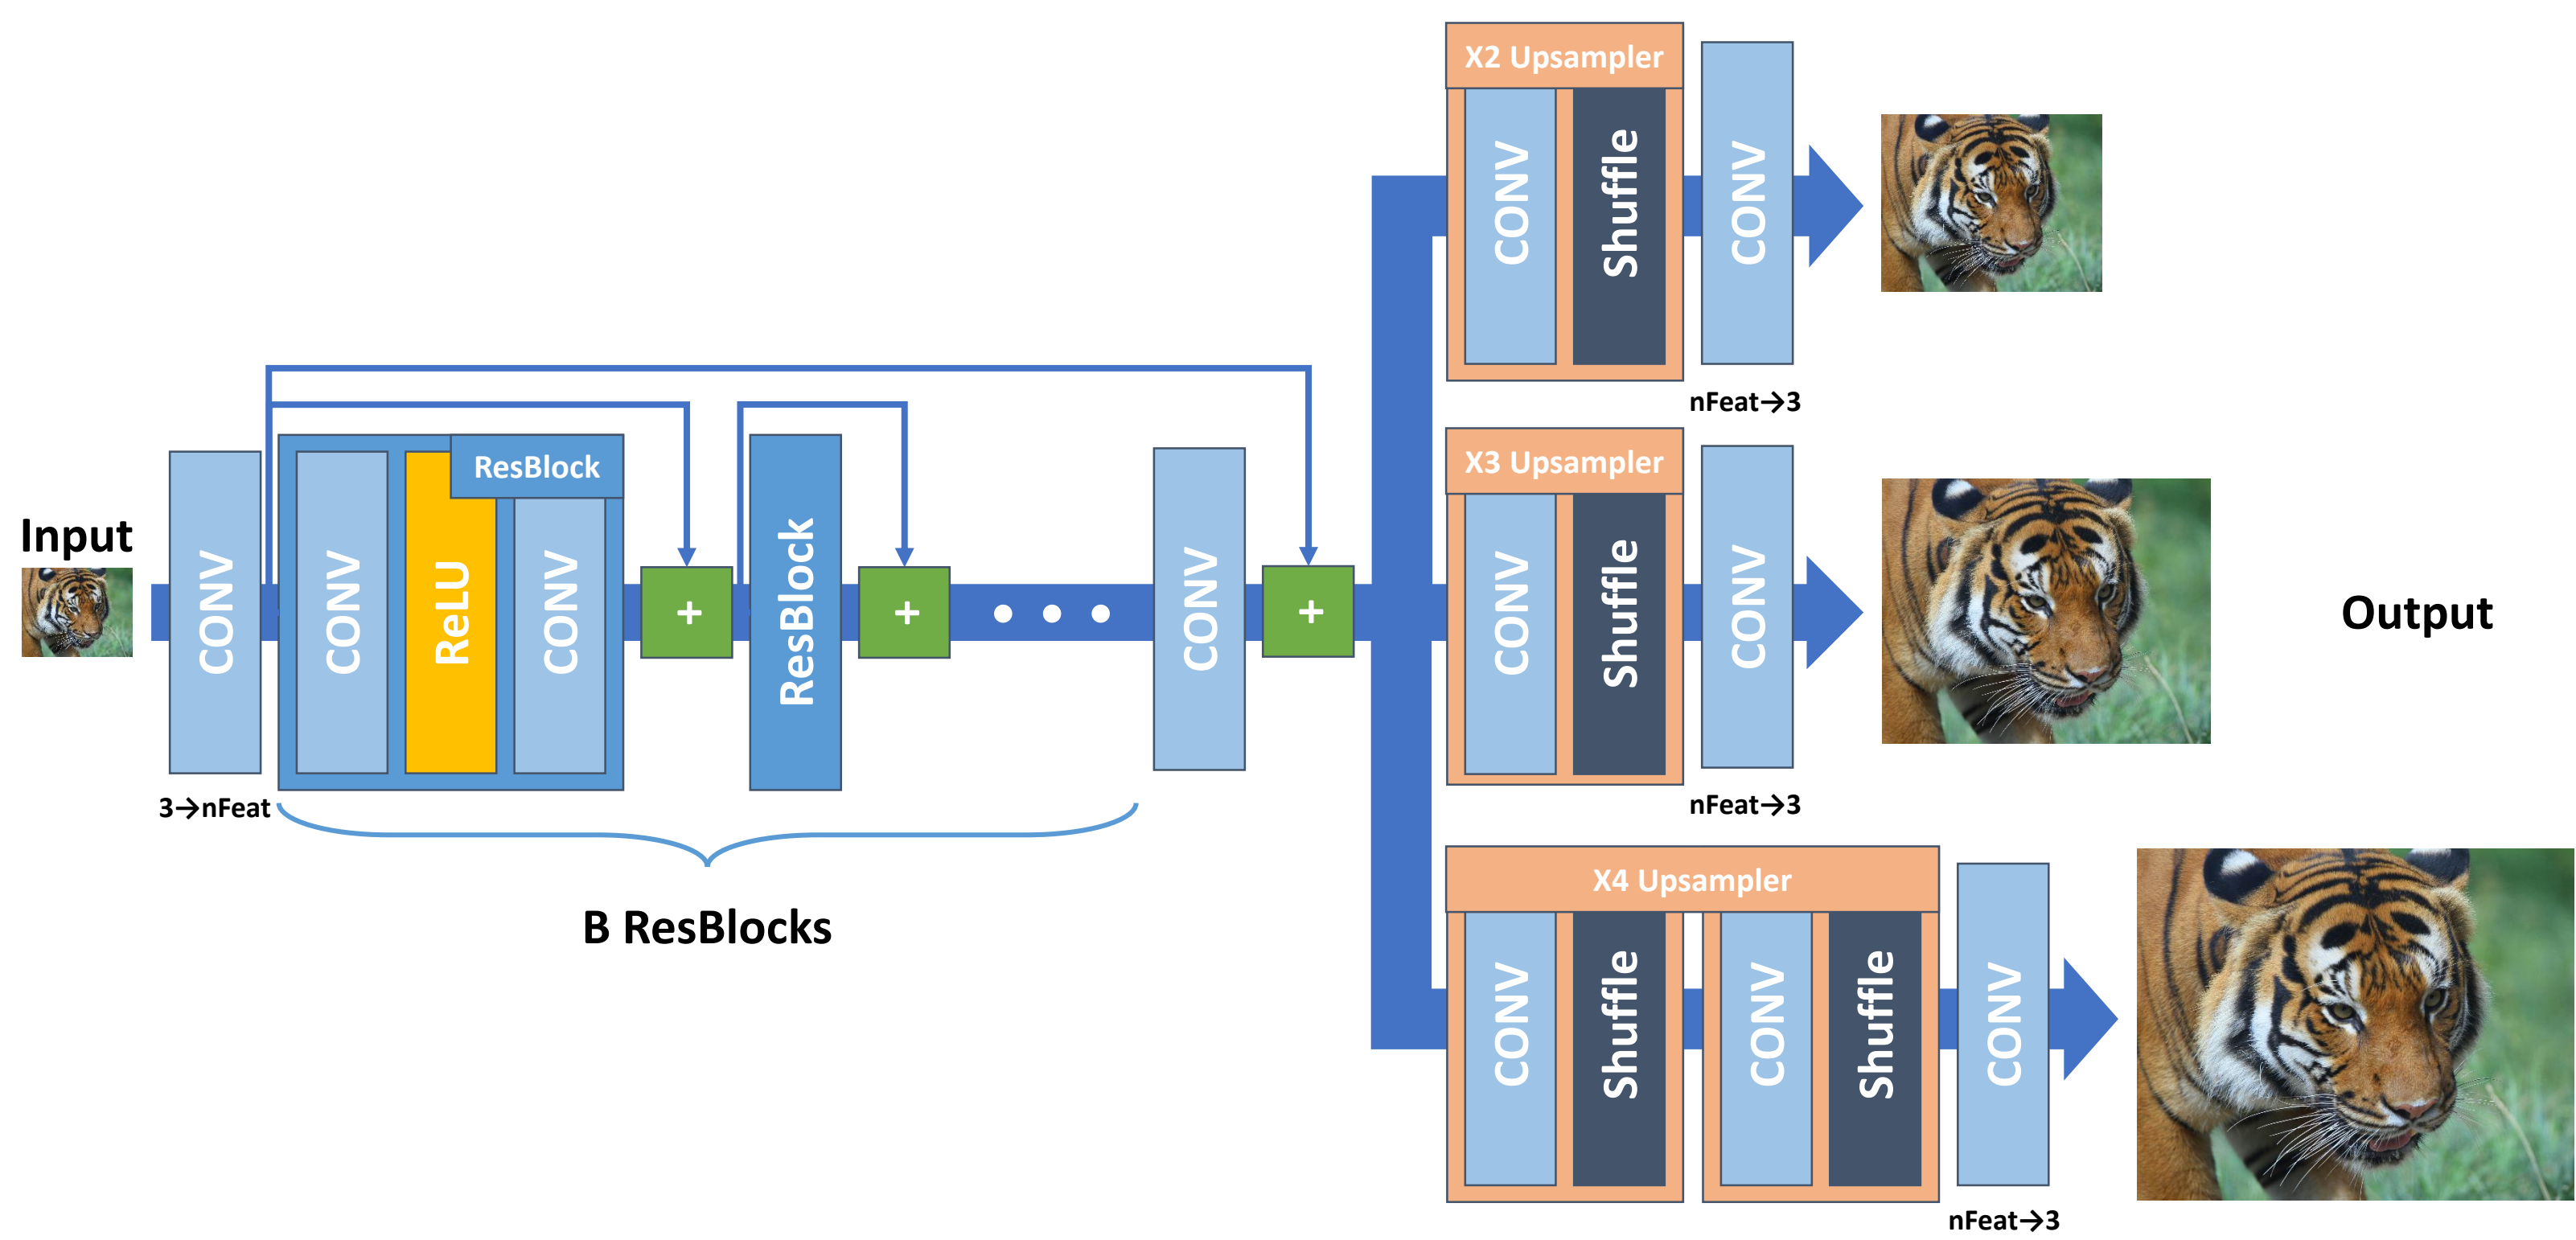 Input
CONV
3→nFeat
CONV
ReLU
CONV
ResBlock
+
ResBlock
+
B ResBlocks
CONV
+
X2 Upsampler
CONV
Shuffle
CONV
nFeat→3
X3 Upsampler
CONV
Shuffle
CONV
nFeat→3
X4 Upsampler
CONV
Shuffle
CONV
Shuffle
CONV
nFeat→3
Output